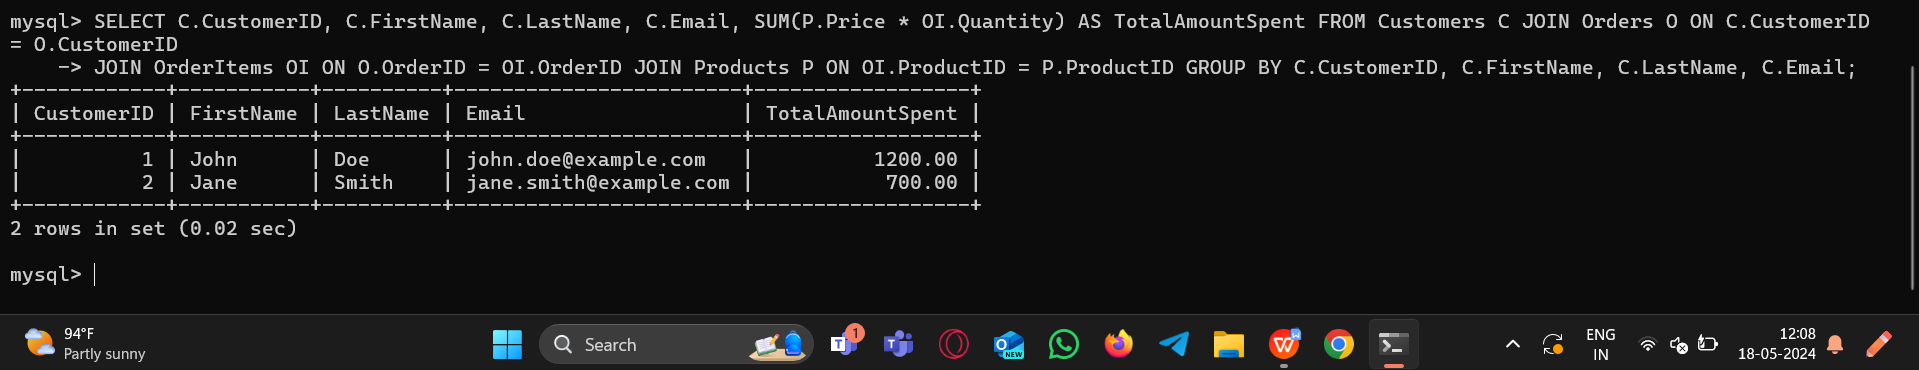 mysql> SELECT C.CustomerID, C.FirstName, C.LastName, C.Email, SUM(P.Price * OI.Quantity) AS TotalAmountSpent FROM Customers C JOIN Orders O ON C.CustomerID
= O.CustomerID
    -> JOIN OrderItems OI ON O.OrderID = OI.OrderID JOIN Products P ON OI.ProductID = P.ProductID GROUP BY C.CustomerID, C.FirstName, C.LastName, C.Email;
+------------+-----------+----------+------------------------+------------------+
| CustomerID | FirstName | LastName | Email                  | TotalAmountSpent |
+------------+-----------+----------+------------------------+------------------+
|          1 | John      | Doe      | john.doe@example.com   |          1200.00 |
|          2 | Jane      | Smith    | jane.smith@example.com |           700.00 |
+------------+-----------+----------+------------------------+------------------+
2 rows in set (0.02 sec)
mysql>
94°F
Partly sunny
Search
1
NEW
ENG
IN
12:08
18-05-2024